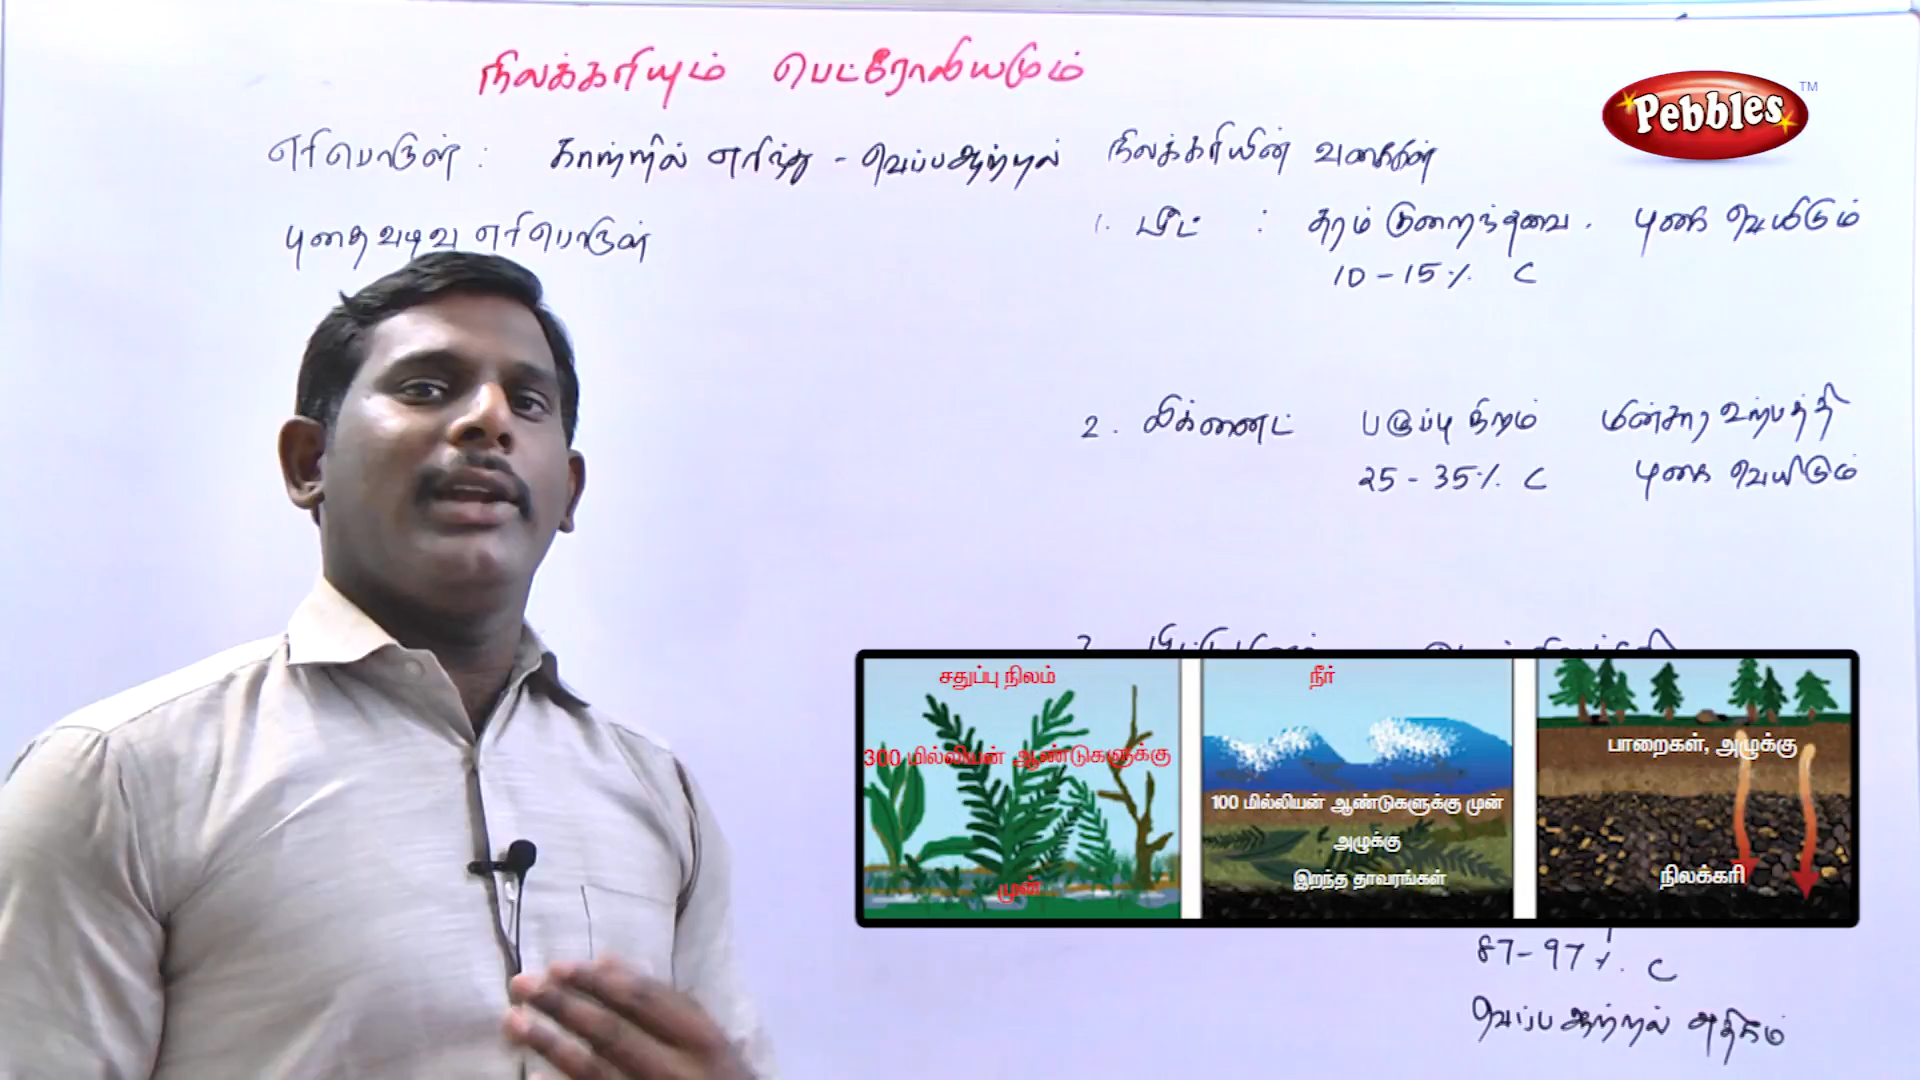 நிலக்கரியும் பெட்ரோலியமும்
Pebbles TM
எரிபொருள் : காற்றில் எரிந்து - வெப்பஆற்றல்
புதைவடிவ எரிபொருள்
நிலக்கரியின் வகைகள்
1. பீட் : தரம் குறைந்தவை. புகை வெயிடும்
10 - 15% C
2. லிக்னைட் பழுப்பு நிறம் மின்சார உற்பத்தி
25 - 35% C புகை வெயிடும்
சதுப்பு நிலம்
300 மில்லியன் ஆண்டுகளுக்கு
முன்
நீர்
100 மில்லியன் ஆண்டுகளுக்கு முன்
அழுக்கு
இறந்த தாவரங்கள்
பாறைகள், அழுக்கு
நிலக்கரி
87-97% C
வெப்பஆற்றல் அதிகம்